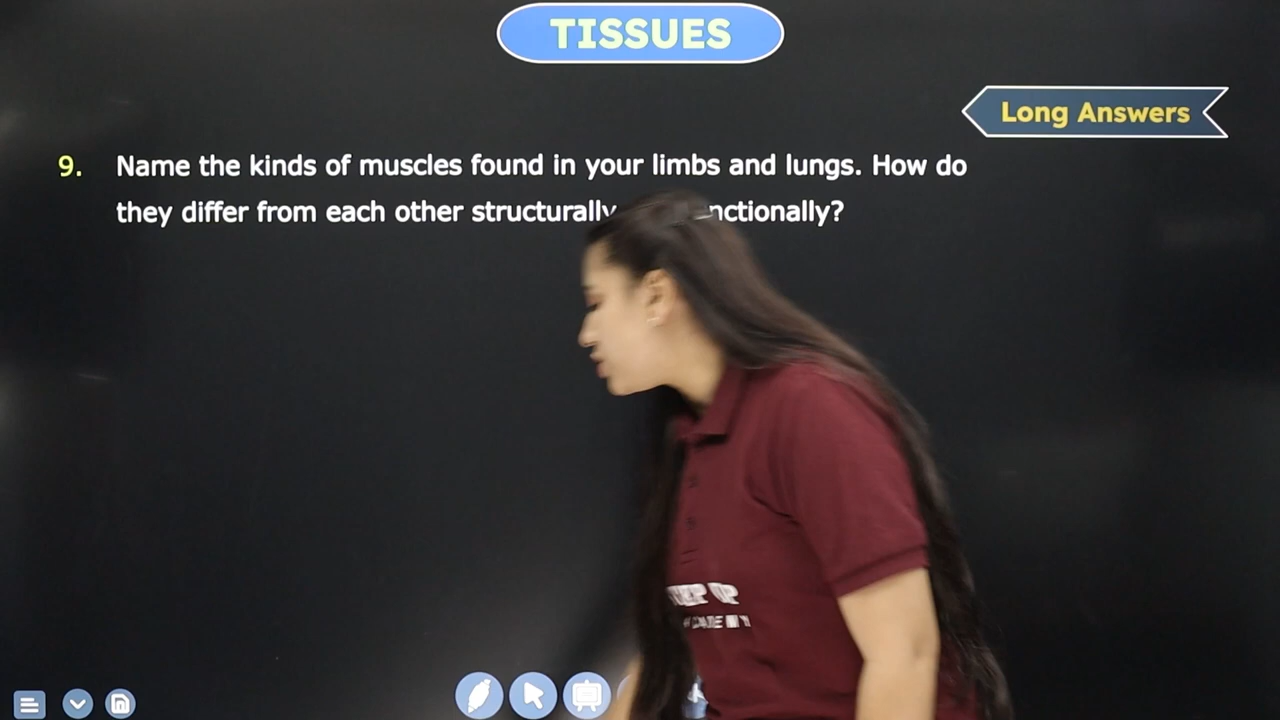 TISSUES
Long Answers
9. Name the kinds of muscles found in your limbs and lungs. How do
they differ from each other structurally nctionally?